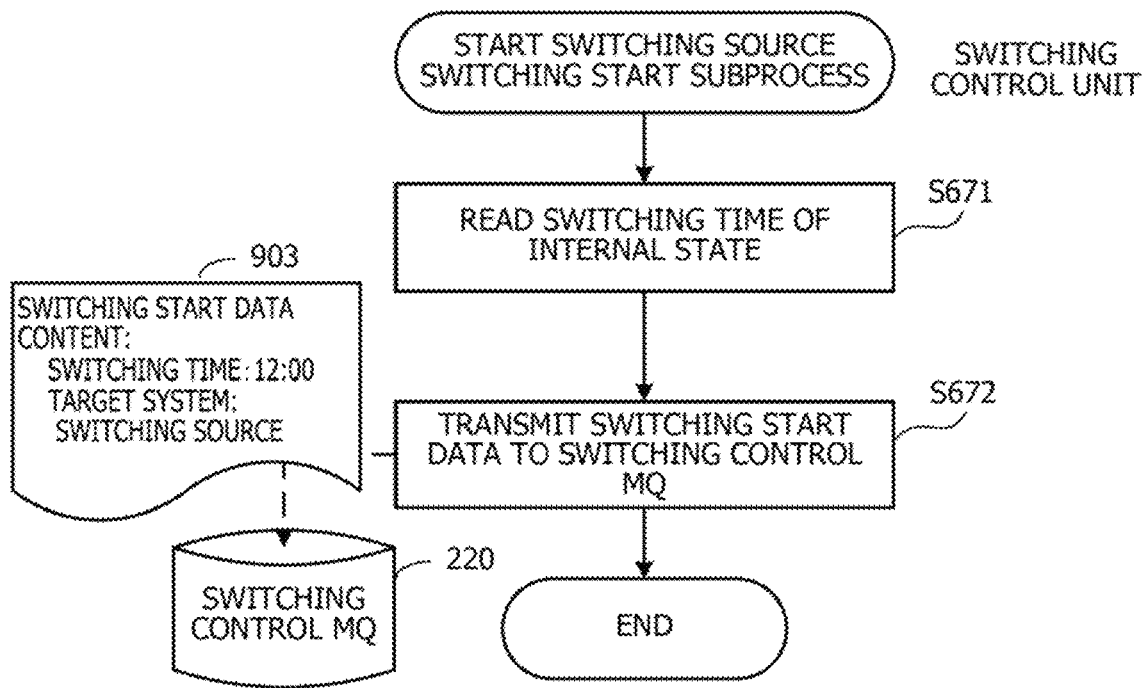 START SWITCHING SOURCE
SWITCHING START SUBPROCESS
SWITCHING
CONTROL UNIT
S671
READ SWITCHING TIME OF
INTERNAL STATE
903
SWITCHING START DATA
CONTENT:
SWITCHING TIME: 12:00
TARGET SYSTEM:
SWITCHING SOURCE
S672
TRANSMIT SWITCHING START
DATA TO SWITCHING CONTROL
MQ
220
SWITCHING
CONTROL MQ
END